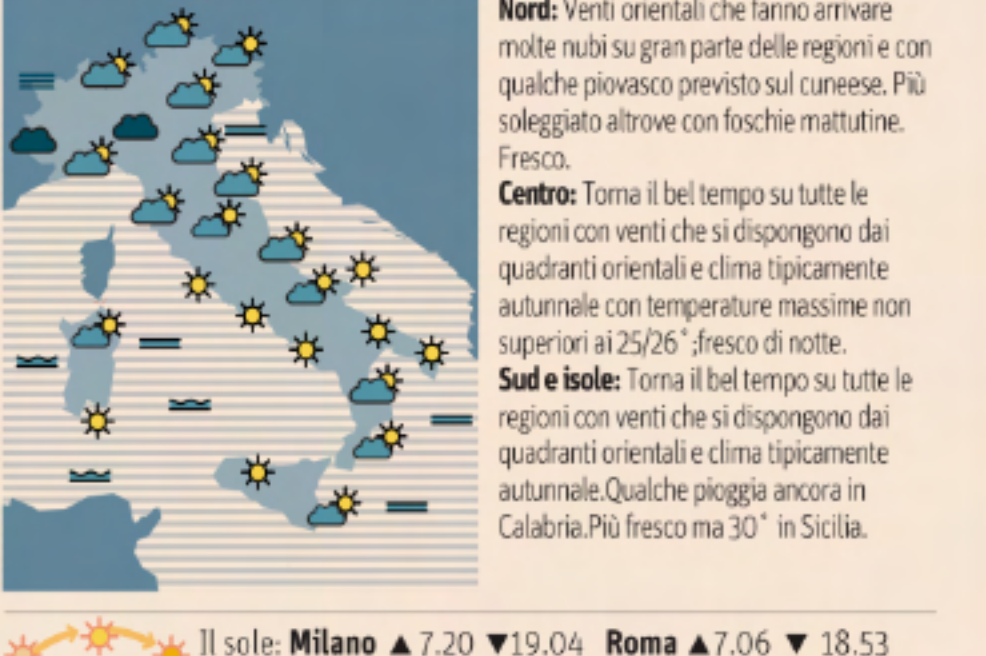 Nord: Venti orientali che fanno arrivare
molte nubi su gran parte delle regioni e con
qualche piovasco previsto sul cuneese. Più
soleggiato altrove con foschie mattutine.
Fresco.
Centro: Torna il bel tempo su tutte le
regioni con venti che si dispongono dai
quadranti orientali e clima tipicamente
autunnale con temperature massime non
superiori ai 25/26°;fresco di notte.
Sud e isole: Torna il bel tempo su tutte le
regioni con venti che si dispongono dai
quadranti orientali e clima tipicamente
autunnale.Qualche pioggia ancora in
Calabria.Più fresco ma 30° in Sicilia.
Il sole: Milano ▲7.20 ▼19.04 Roma ▲7.06 ▼ 18.53